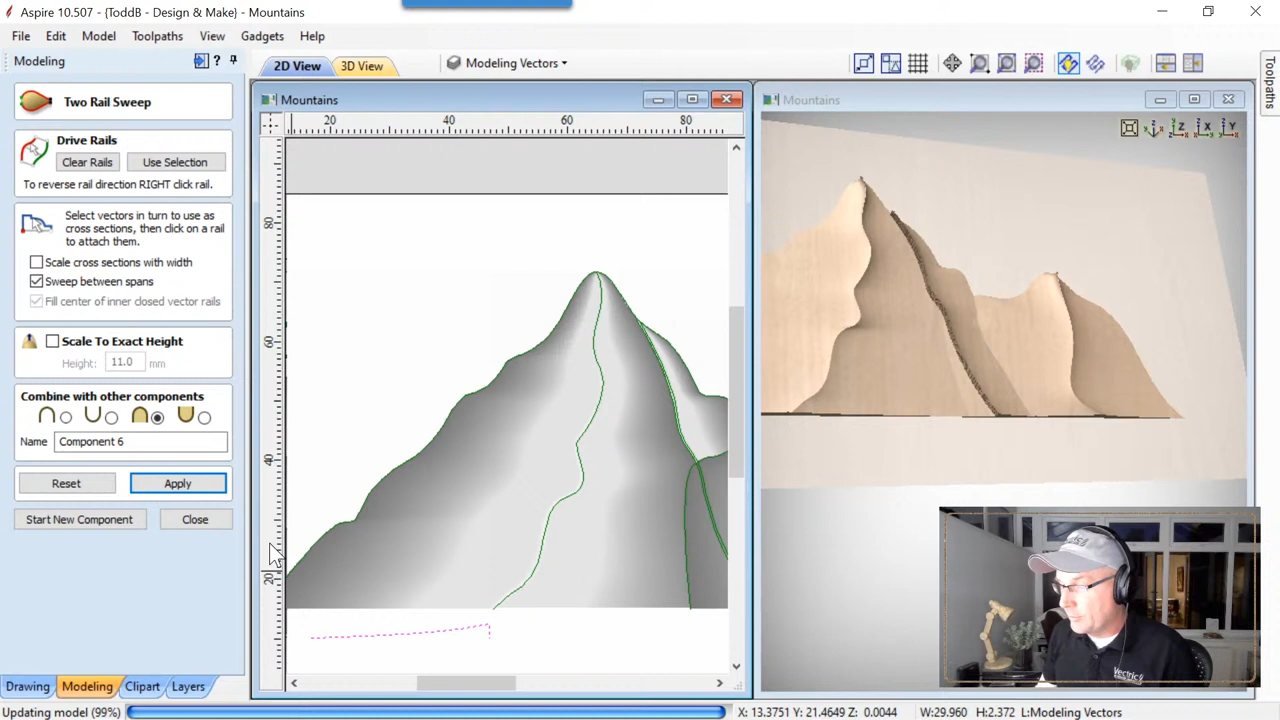 Aspire 10.507 - {ToddB - Design & Make} - Mountains
File Edit Model Toolpaths View Gadgets Help
Modeling
?
2D View
3D View
Modeling Vectors
Toolpaths
Two Rail Sweep
Drive Rails
Clear Rails
Use Selection
To reverse rail direction RIGHT click rail.
Select vectors in turn to use as
cross sections, then click on a rail
to attach them.
Scale cross sections with width
Sweep between spans
Fill center of inner closed vector rails
Scale To Exact Height
Height: 11.0 mm
Combine with other components
Name Component 6
Reset
Apply
Start New Component
Close
Drawing
Modeling
Clipart
Layers
Mountains
20 40 60 80
80
60
40
20
Mountains
Z X Y
Vectric
Updating model (99%)
X: 13.3751 Y: 21.4649 Z: 0.0044
W:29.960 H:2.372 L:Modeling Vectors